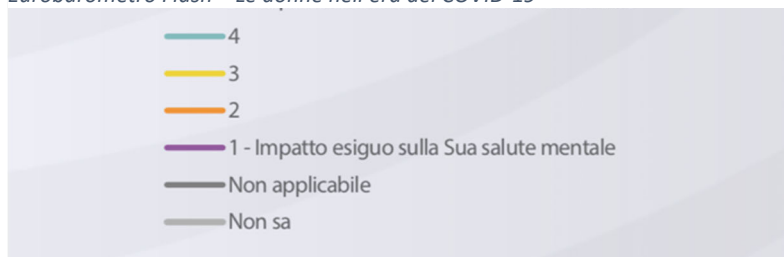 Eurobarometro Flash – Le donne nell'era del COVID-19
4
3
2
1 - Impatto esiguo sulla Sua salute mentale
Non applicabile
Non sa